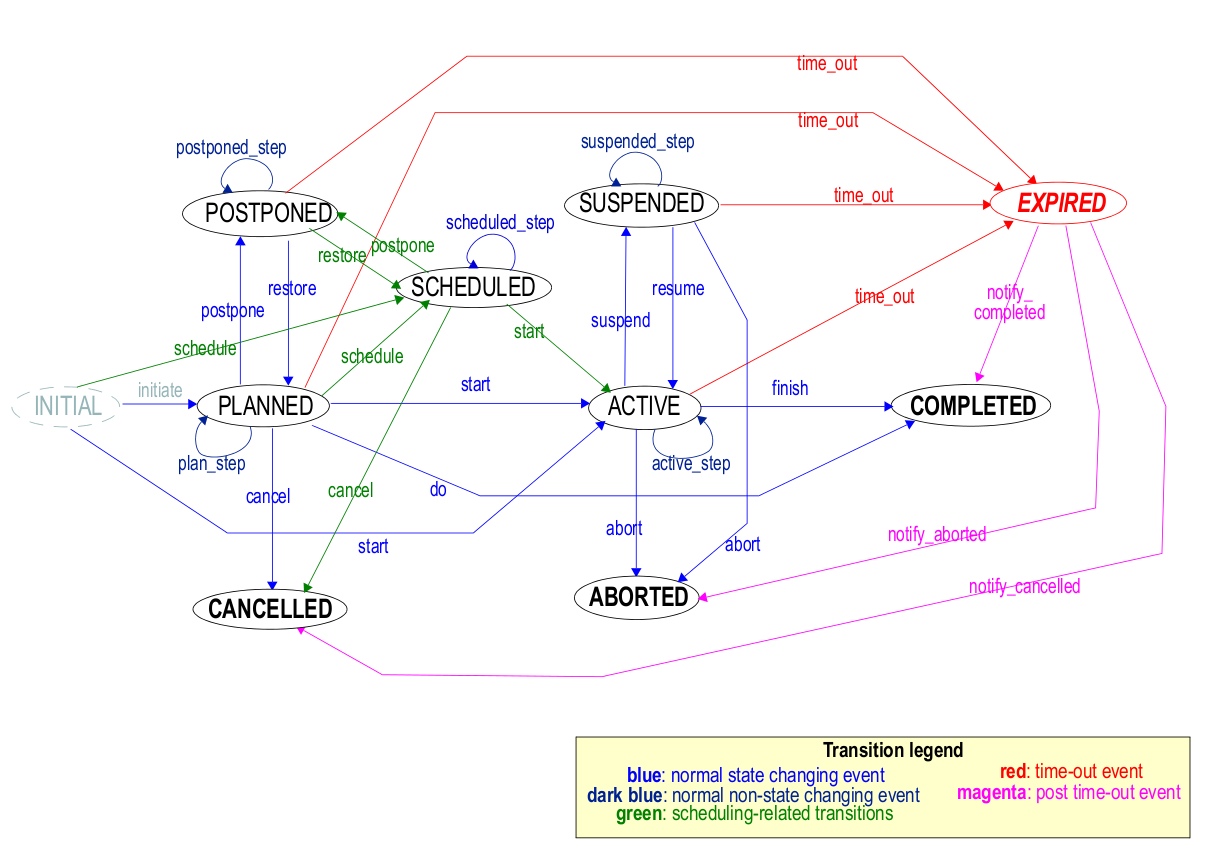 time_out
time_out
postponed_step
suspended_step
POSTPONED
SUSPENDED
time_out
EXPIRED
scheduled_step
postpone
restore
SCHEDULED
restore
resume
time_out
notify_
completed
postpone
suspend
start
schedule
schedule
initiate
start
finish
INITIAL
PLANNED
ACTIVE
COMPLETED
plan_step
active_step
cancel
cancel
do
abort
notify_aborted
start
abort
notify_cancelled
CANCELLED
ABORTED
Transition legend
blue: normal state changing event
red: time-out event
dark blue: normal non-state changing event
magenta: post time-out event
green: scheduling-related transitions